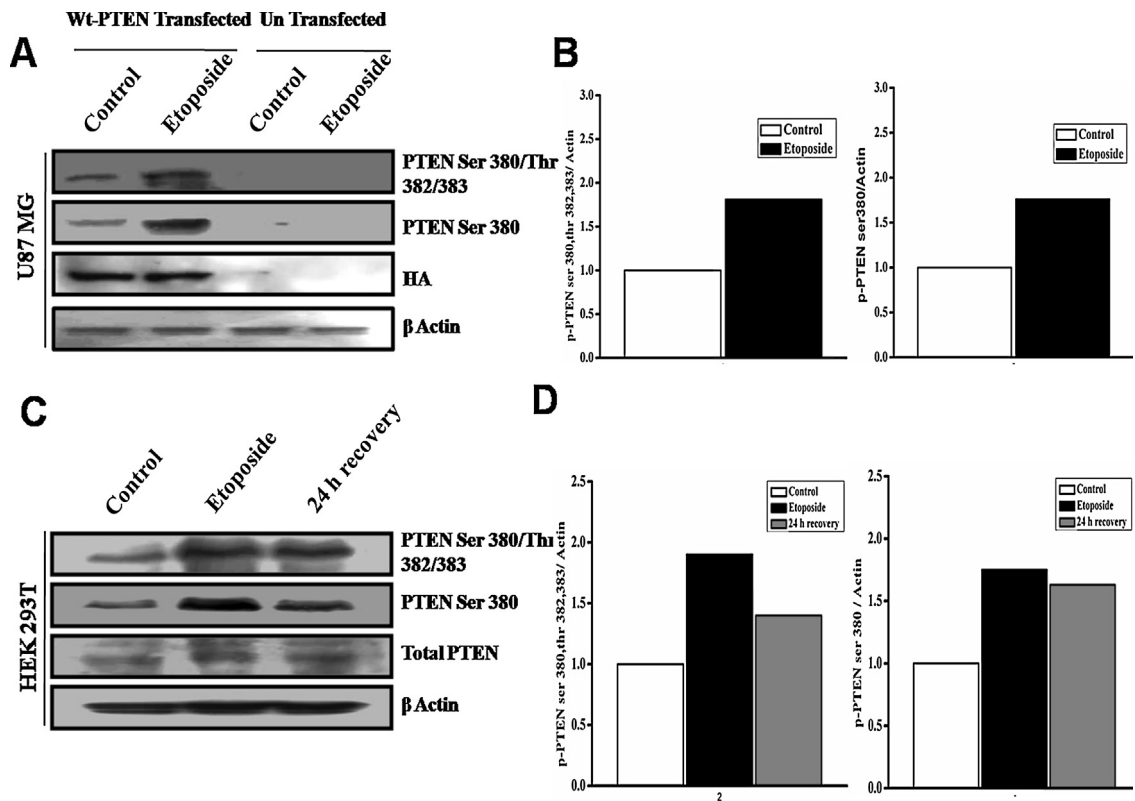 Wt-PTEN Transfected Un Transfected
A
Control
Etoposide
Control
Etoposide
U87 MG
PTEN Ser 380/Thr
382/383
PTEN Ser 380
HA
β Actin
B
p-PTEN ser 380,thr 382,383/ Actin
3.0
2.5
2.0
1.5
1.0
0.5
0.0
Control
Etoposide
p-PTEN ser380/Actin
3.0
2.5
2.0
1.5
1.0
0.5
0.0
Control
Etoposide
C
Control
Etoposide
24 h recovery
HEK 293T
PTEN Ser 380/Thr
382/383
PTEN Ser 380
Total PTEN
β Actin
D
p-PTEN ser 380,thr 382,383/ Actin
2.5
2.0
1.5
1.0
0.5
0.0
Control
Etoposide
24 h recovery
2
p-PTEN ser 380 / Actin
2.5
2.0
1.5
1.0
0.5
0.0
Control
Etoposide
24 h recovery